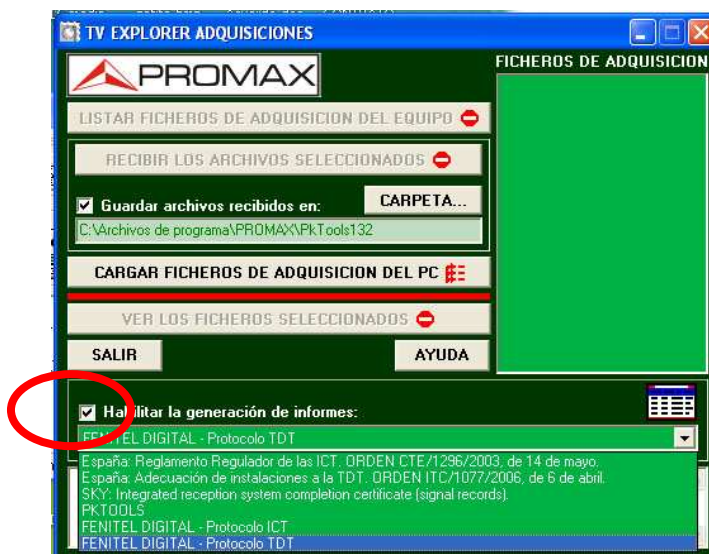 TV EXPLORER ADQUISICIONES
PROMAX
FICHEROS DE ADQUISICION
LISTAR FICHEROS DE ADQUISICION DEL EQUIPO
RECIBIR LOS ARCHIVOS SELECCIONADOS
Guardar archivos recibidos en:
CARPETA...
C:\Archivos de programa\PROMAX\PkTools132
CARGAR FICHEROS DE ADQUISICION DEL PC
VER LOS FICHEROS SELECCIONADOS
SALIR
AYUDA
Habilitar la generación de informes:
FENITEL DIGITAL - Protocolo TDT
España: Reglamento Regulador de las ICT. ORDEN CTE/1296/2003, de 14 de mayo.
España: Adecuación de instalaciones a la TDT. ORDEN ITC/1077/2006, de 6 de abril.
SKY: Integrated reception system completion certificate (signal records).
PKTOOLS
FENITEL DIGITAL - Protocolo ICT
FENITEL DIGITAL - Protocolo TDT